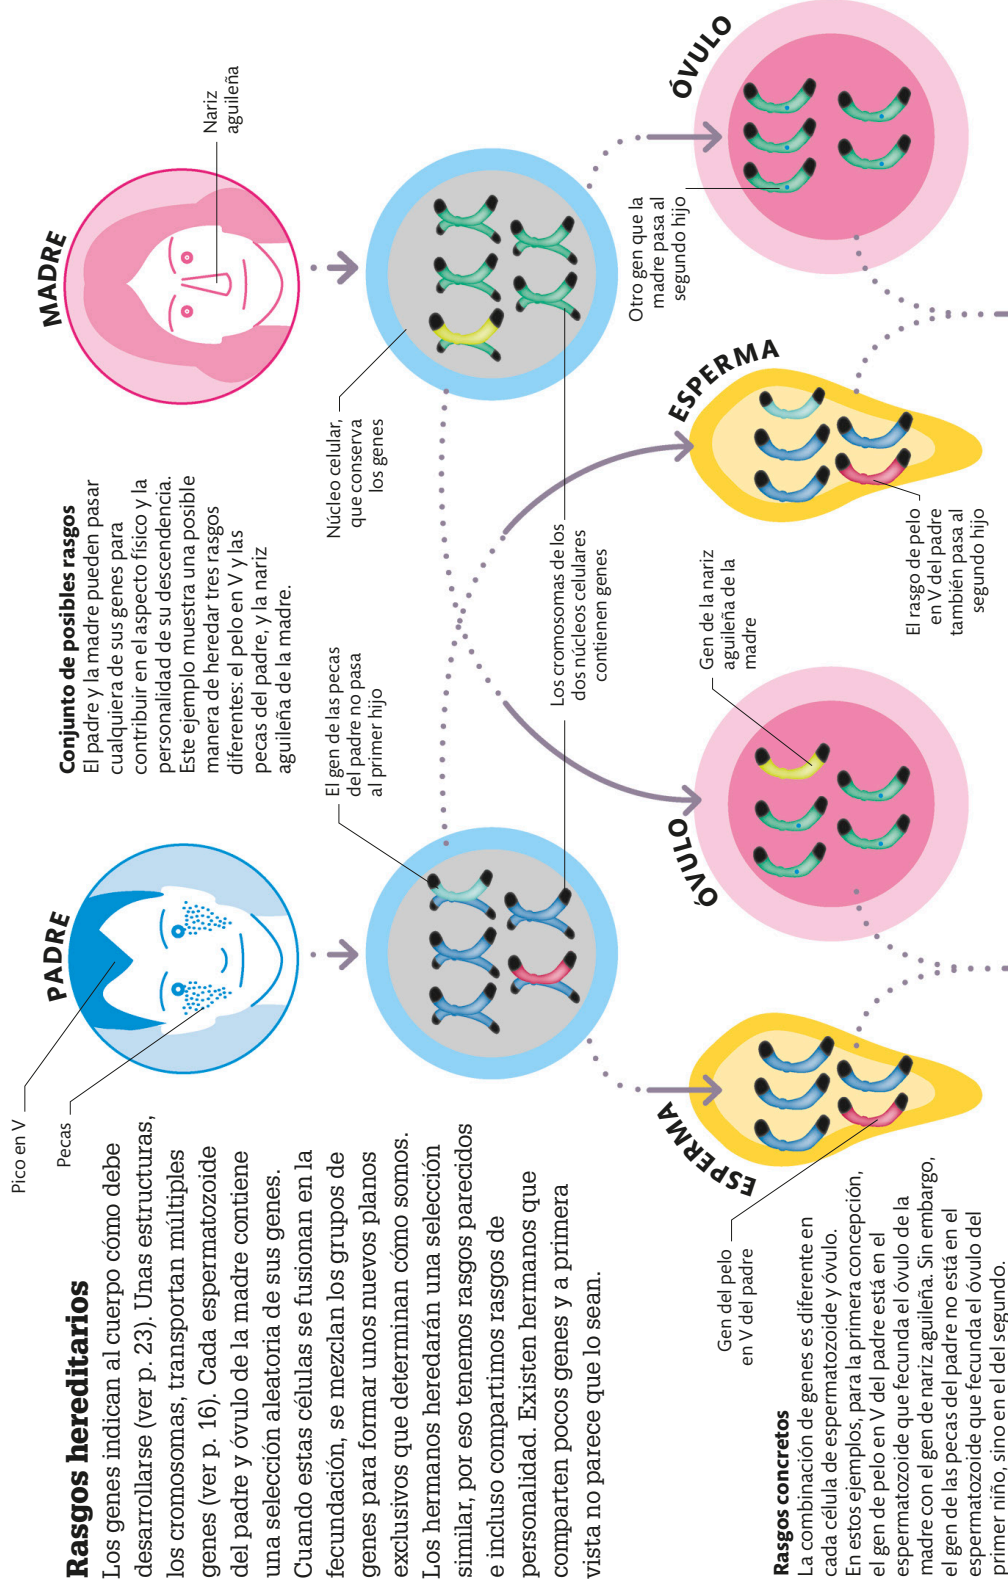 Rasgos hereditarios
Los genes indican al cuerpo cómo debe
desarrollarse (ver p. 23). Unas estructuras,
los cromosomas, transportan múltiples
genes (ver p. 16). Cada espermatozoide
del padre y óvulo de la madre contiene
una selección aleatoria de sus genes.
Cuando estas células se fusionan en la
fecundación, se mezclan los grupos de
genes para formar unos nuevos planos
exclusivos que determinan cómo somos.
Los hermanos heredarán una selección
similar, por eso tenemos rasgos parecidos
e incluso compartimos rasgos de
personalidad. Existen hermanos que
comparten pocos genes y a primera
vista no parece que lo sean.
Pico en V
Pecas
PADRE
Conjunto de posibles rasgos
El padre y la madre pueden pasar
cualquiera de sus genes para
contribuir en el aspecto físico y la
personalidad de su descendencia.
Este ejemplo muestra una posible
manera de heredar tres rasgos
diferentes: el pelo en V y las
pecas del padre, y la nariz
aguileña de la madre.
MADRE
Nariz
aguileña
El gen de las pecas
del padre no pasa
al primer hijo
Núcleo celular,
que conserva
los genes
Los cromosomas de los
dos núcleos celulares
contienen genes
Otro gen que la
madre pasa al
segundo hijo
ESPERMA
ÓVULO
ESPERMA
ÓVULO
Gen del pelo
en V del padre
Gen de la nariz
aguileña de la
madre
El rasgo de pelo
en V del padre
también pasa al
segundo hijo
Rasgos concretos
La combinación de genes es diferente en
cada célula de espermatozoide y óvulo.
En estos ejemplos, para la primera concepción,
el gen de pelo en V del padre está en el
espermatozoide que fecunda el óvulo de la
madre con el gen de nariz aguileña. Sin embargo,
el gen de las pecas del padre no está en el
espermatozoide que fecunda el óvulo del
primer niño, sino en el del segundo.